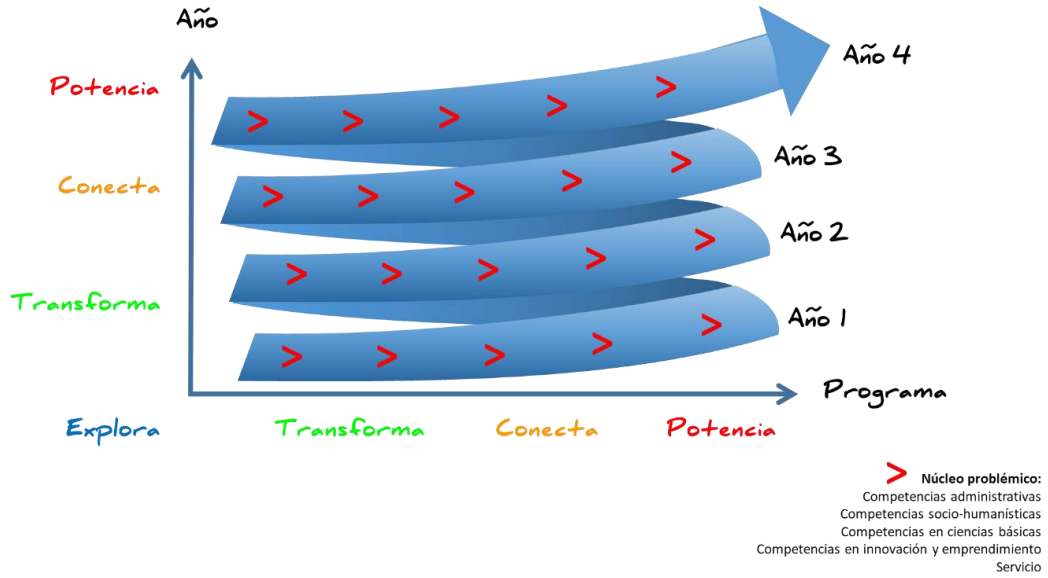 Año
Potencia
Año 4
Conecta
Año 3
Año 2
Transforma
Año 1
Programa
Explora
Transforma
Conecta
Potencia
Núcleo problémico:
Competencias administrativas
Competencias socio-humanísticas
Competencias en ciencias básicas
Competencias en innovación y emprendimiento
Servicio